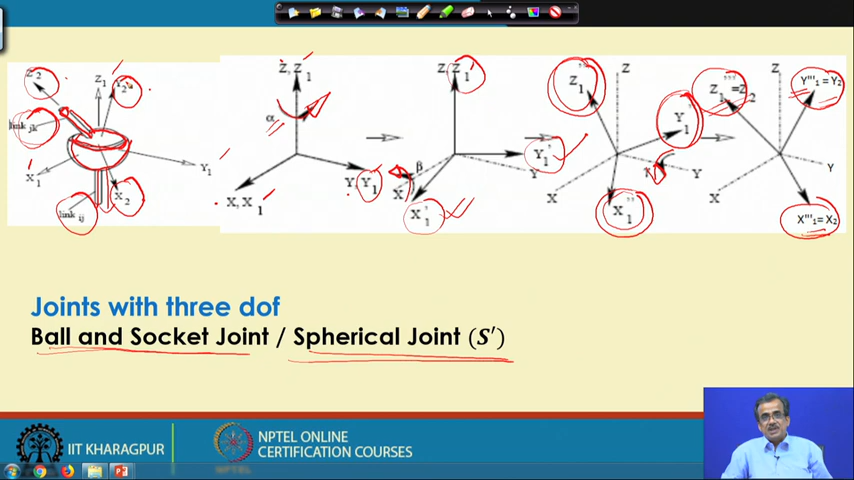 Z2
Z1
Y2
link jk
Y1
X1
X2
link ij
Z, Z1
α
Y, Y1
X, X1
Z, Z1'
Y1'
Y
β
X
X1'
Z1''
Z
Y1''
Y
X
X1''
Z1'''=Z2
Z
Y'''1=Y2
Y
X
X'''1=X2
Joints with three dof
Ball and Socket Joint / Spherical Joint (S′)
IIT KHARAGPUR
NPTEL ONLINE
CERTIFICATION COURSES
NPTEL